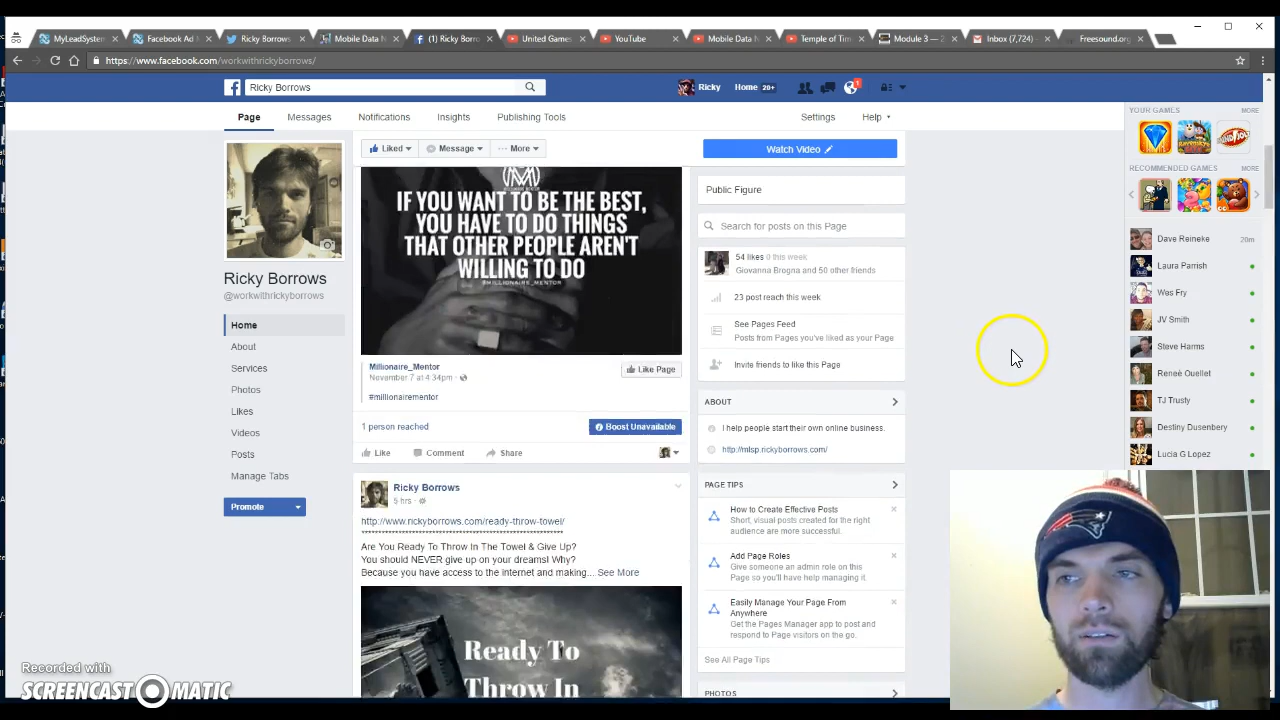 MyLeadSystem
Facebook Ad M
Ricky Borrows
Mobile Data N
(1) Ricky Borro
United Games
YouTube
Mobile Data N
Temple of Tim
Module 3 — 2
Inbox (7,724)
Freesound.org
https://www.facebook.com/workwithrickyborrows/
Ricky Borrows
Ricky
Home 20+
1
Page
Messages
Notifications
Insights
Publishing Tools
Settings
Help
Liked
Message
More
Watch Video
Ricky Borrows
@workwithrickyborrows
Home
About
Services
Photos
Likes
Videos
Posts
Manage Tabs
Promote
IF YOU WANT TO BE THE BEST,
YOU HAVE TO DO THINGS
THAT OTHER PEOPLE AREN'T
WILLING TO DO
@MILLIONAIRE_MENTOR
Millionaire_Mentor
November 7 at 4:34pm
Like Page
#millionairementor
1 person reached
Boost Unavailable
Like
Comment
Share
Ricky Borrows
5 hrs
http://www.rickyborrows.com/ready-throw-towel/
Are You Ready To Throw In The Towel & Give Up?
You should NEVER give up on your dreams! Why?
Because you have access to the internet and making... See More
Ready To
Throw In
Public Figure
Search for posts on this Page
54 likes 0 this week
Giovanna Brogna and 50 other friends
23 post reach this week
See Pages Feed
Posts from Pages you've liked as your Page
Invite friends to like this Page
ABOUT
I help people start their own online business.
http://mlsp.rickyborrows.com/
PAGE TIPS
How to Create Effective Posts
Short, visual posts created for the right
audience are more successful.
Add Page Roles
Give someone an admin role on this
Page so you'll have help managing it.
Easily Manage Your Page From
Anywhere
Get the Pages Manager app to post and
respond to Page visitors on the go.
See All Page Tips
PHOTOS
YOUR GAMES
MORE
RECOMMENDED GAMES
MORE
Dave Reineke
20m
Laura Parrish
Wes Fry
JV Smith
Steve Harms
Reneè Ouellet
TJ Trusty
Destiny Dusenbery
Lucia G Lopez
Recorded with
SCREENCAST-O-MATIC